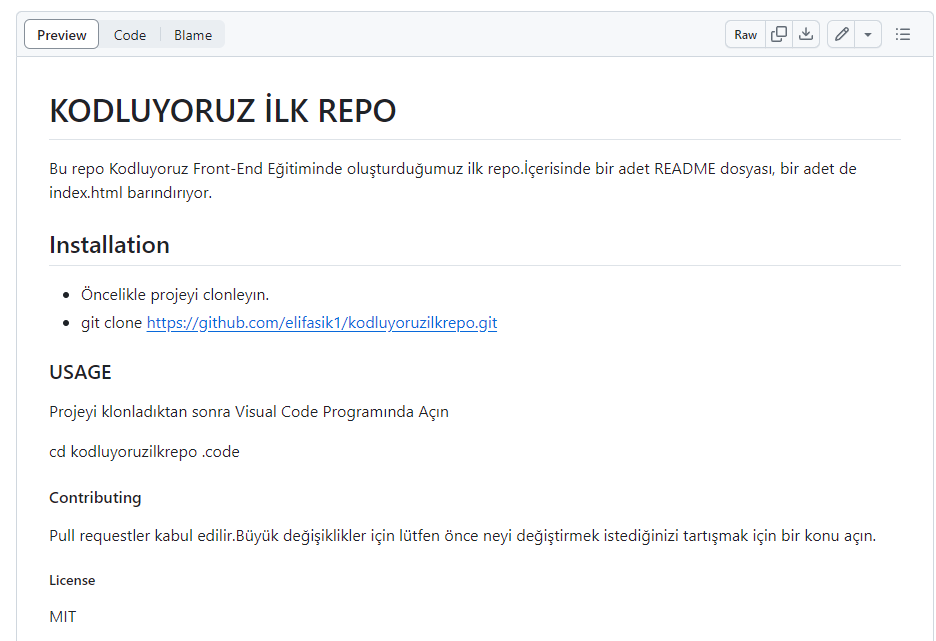 Preview Code Blame Raw
KODLUYORUZ İLK REPO
Bu repo Kodluyoruz Front-End Eğitiminde oluşturduğumuz ilk repo.İçerisinde bir adet README dosyası, bir adet de
index.html barındırıyor.
Installation
Öncelikle projeyi clonleyın.
git clone https://github.com/elifasik1/kodluyoruzilkrepo.git
USAGE
Projeyi klonladıktan sonra Visual Code Programında Açın
cd kodluyoruzilkrepo .code
Contributing
Pull requestler kabul edilir.Büyük değişiklikler için lütfen önce neyi değiştirmek istediğinizi tartışmak için bir konu açın.
License
MIT